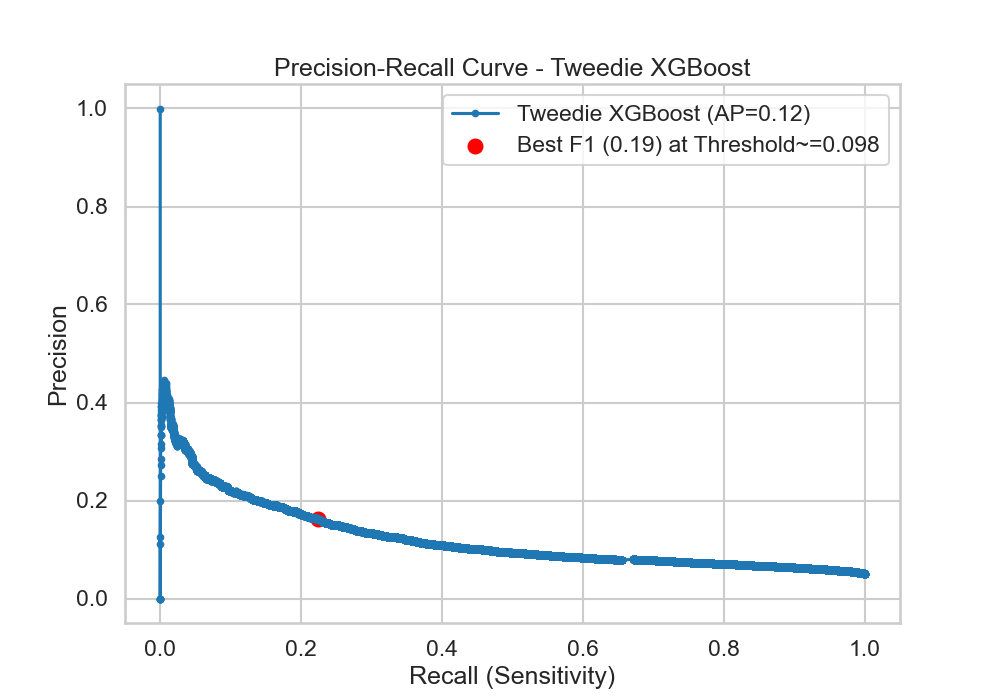 Precision-Recall Curve - Tweedie XGBoost
Tweedie XGBoost (AP=0.12)
Best F1 (0.19) at Threshold~=0.098
Precision
1.0
0.8
0.6
0.4
0.2
0.0
0.0 0.2 0.4 0.6 0.8 1.0
Recall (Sensitivity)